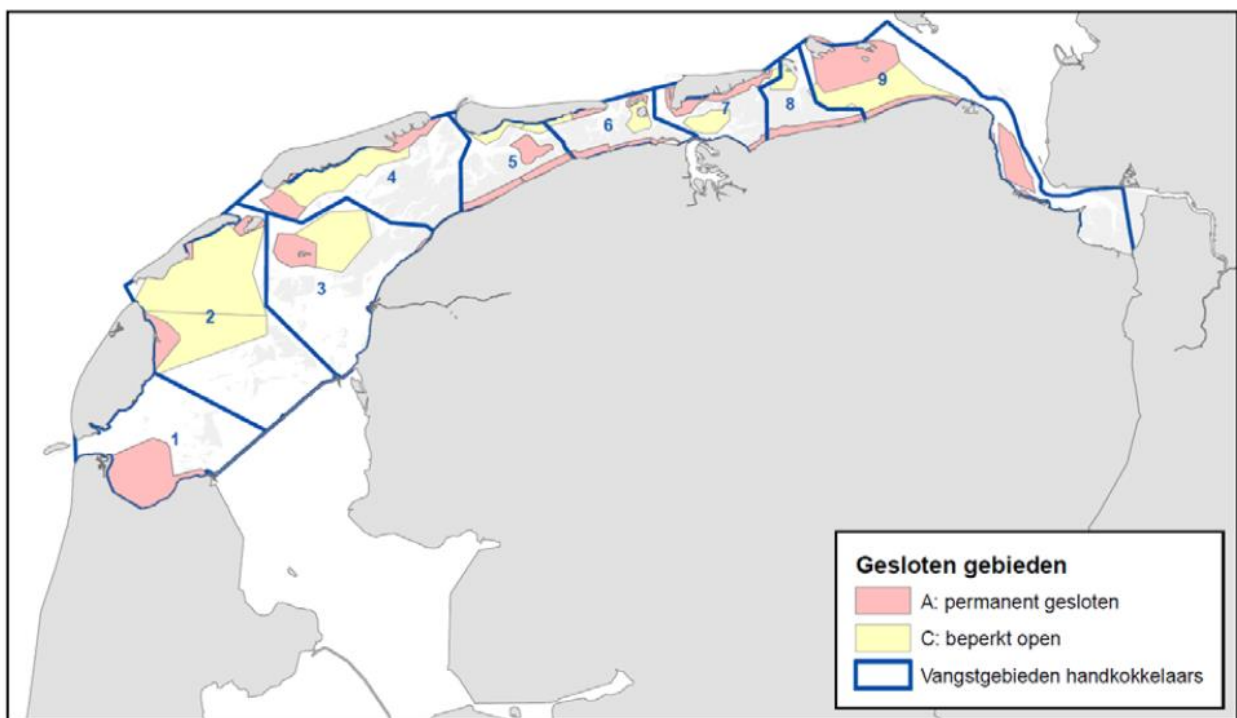 9
7
8
6
5
4
3
2
1
Gesloten gebieden
A: permanent gesloten
C: beperkt open
Vangstgebieden handkokkelaars